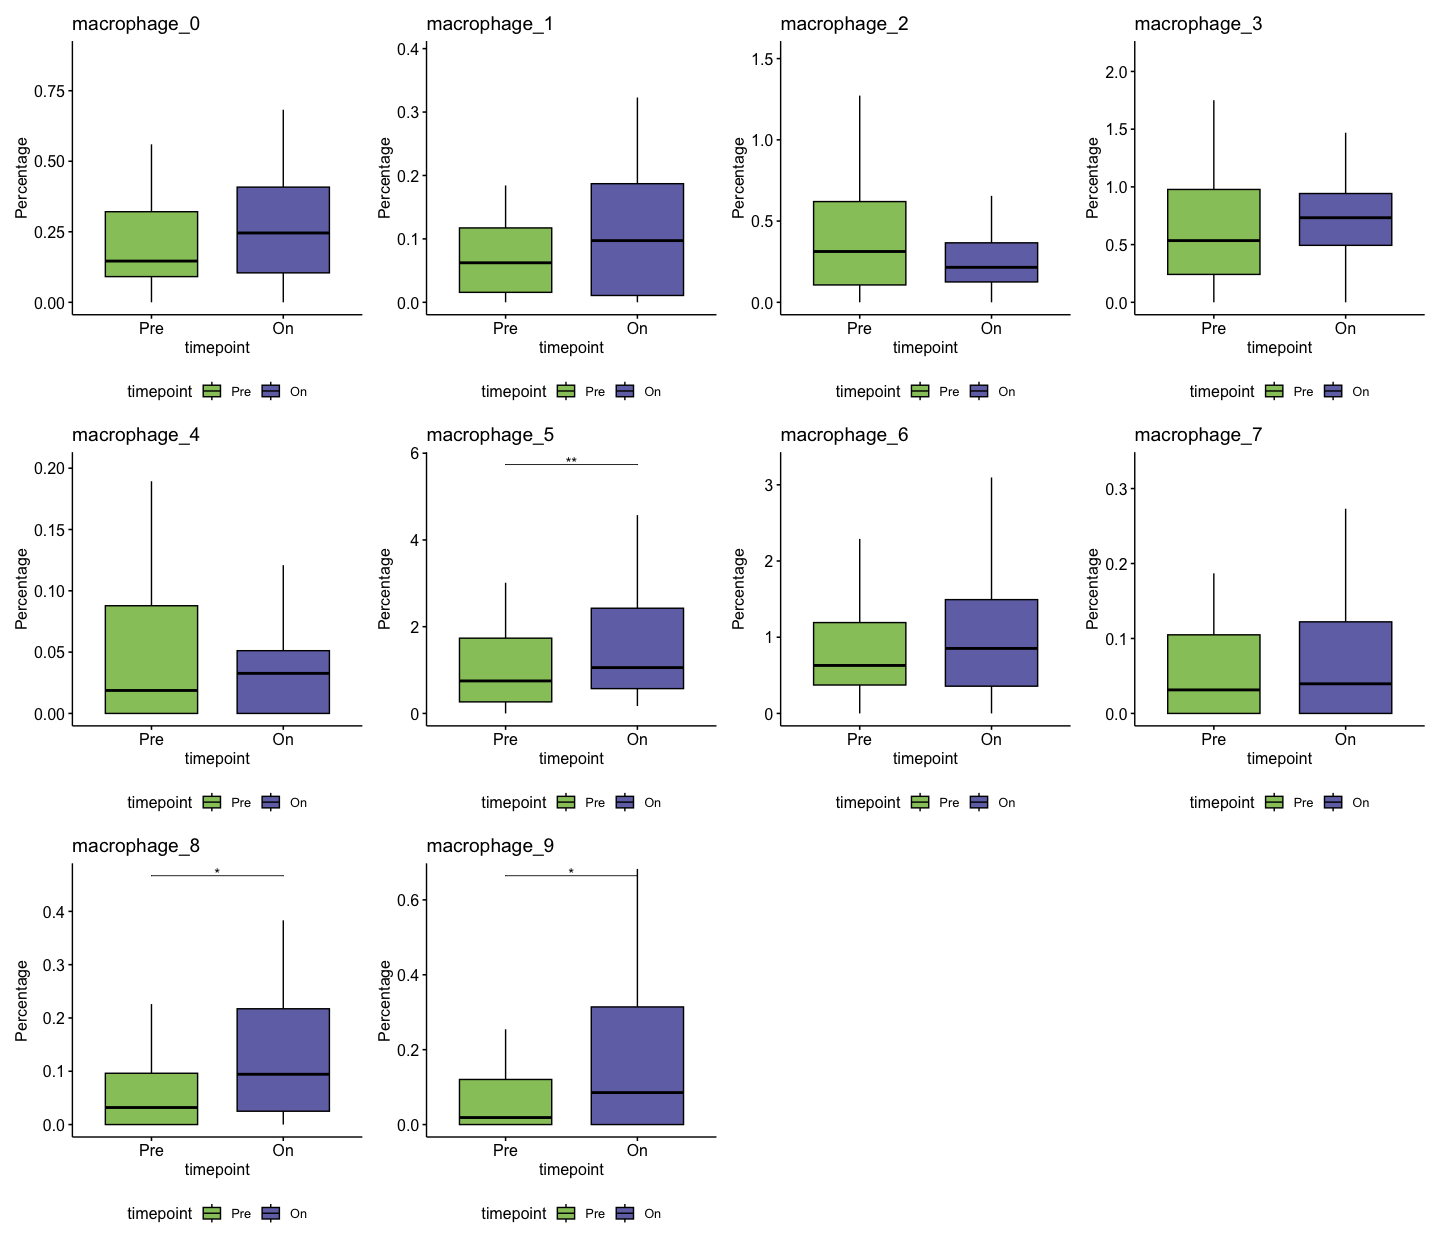 macrophage_0
macrophage_1
macrophage_2
macrophage_3
Percentage
0.75
0.50
0.25
0.00
Pre On
timepoint
timepoint Pre On
Percentage
0.4
0.3
0.2
0.1
0.0
Pre On
timepoint
timepoint Pre On
Percentage
1.5
1.0
0.5
0.0
Pre On
timepoint
timepoint Pre On
Percentage
2.0
1.5
1.0
0.5
0.0
Pre On
timepoint
timepoint Pre On
macrophage_4
macrophage_5
macrophage_6
macrophage_7
Percentage
0.20
0.15
0.10
0.05
0.00
Pre On
timepoint
timepoint Pre On
Percentage
**
6
4
2
0
Pre On
timepoint
timepoint Pre On
Percentage
3
2
1
0
Pre On
timepoint
timepoint Pre On
Percentage
0.3
0.2
0.1
0.0
Pre On
timepoint
timepoint Pre On
macrophage_8
macrophage_9
Percentage
*
0.4
0.3
0.2
0.1
0.0
Pre On
timepoint
timepoint Pre On
Percentage
*
0.6
0.4
0.2
0.0
Pre On
timepoint
timepoint Pre On